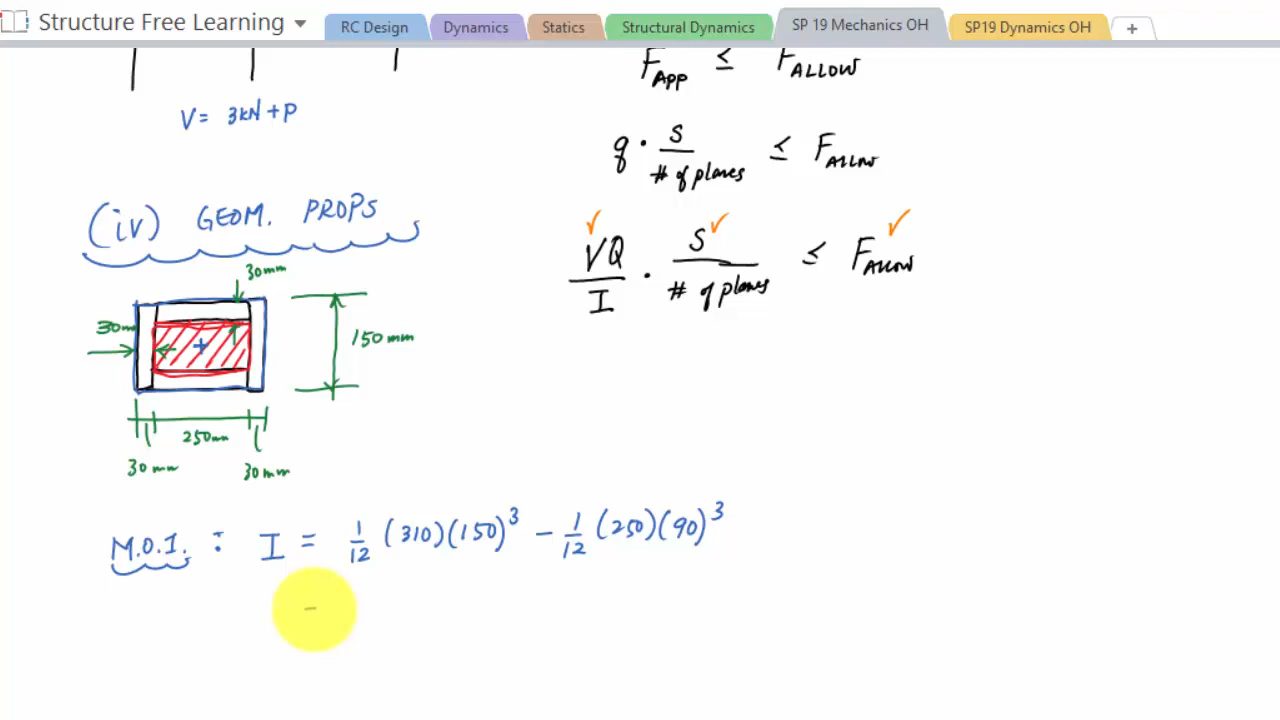 Structure Free Learning
RC Design
Dynamics
Statics
Structural Dynamics
SP 19 Mechanics OH
SP19 Dynamics OH
+
F_APP ≤ F_ALLOW
V = 3kN + P
q · S / # of planes ≤ F_ALLOW
(iv) GEOM. PROPS
✓ ✓ ✓
VQ / I · S / # of planes ≤ F_ALLOW
30mm
30mm
150 mm
+
250mm
30 mm
30 mm
M.O.I. : I = 1/12 (310)(150)^3 - 1/12 (250)(90)^3
-